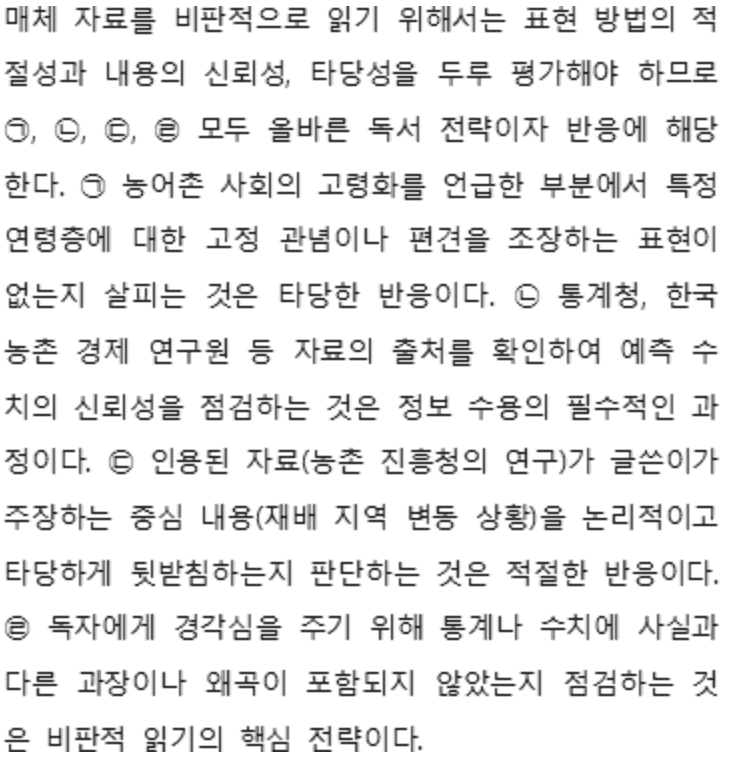 매체 자료를 비판적으로 읽기 위해서는 표현 방법의 적
절성과 내용의 신뢰성, 타당성을 두루 평가해야 하므로
㉠, ㉡, ㉢, ㉣ 모두 올바른 독서 전략이자 반응에 해당
한다. ㉠ 농어촌 사회의 고령화를 언급한 부분에서 특정
연령층에 대한 고정 관념이나 편견을 조장하는 표현이
없는지 살피는 것은 타당한 반응이다. ㉡ 통계청, 한국
농촌 경제 연구원 등 자료의 출처를 확인하여 예측 수
치의 신뢰성을 점검하는 것은 정보 수용의 필수적인 과
정이다. ㉢ 인용된 자료(농촌 진흥청의 연구)가 글쓴이가
주장하는 중심 내용(재배 지역 변동 상황)을 논리적이고
타당하게 뒷받침하는지 판단하는 것은 적절한 반응이다.
㉣ 독자에게 경각심을 주기 위해 통계나 수치에 사실과
다른 과장이나 왜곡이 포함되지 않았는지 점검하는 것
은 비판적 읽기의 핵심 전략이다.